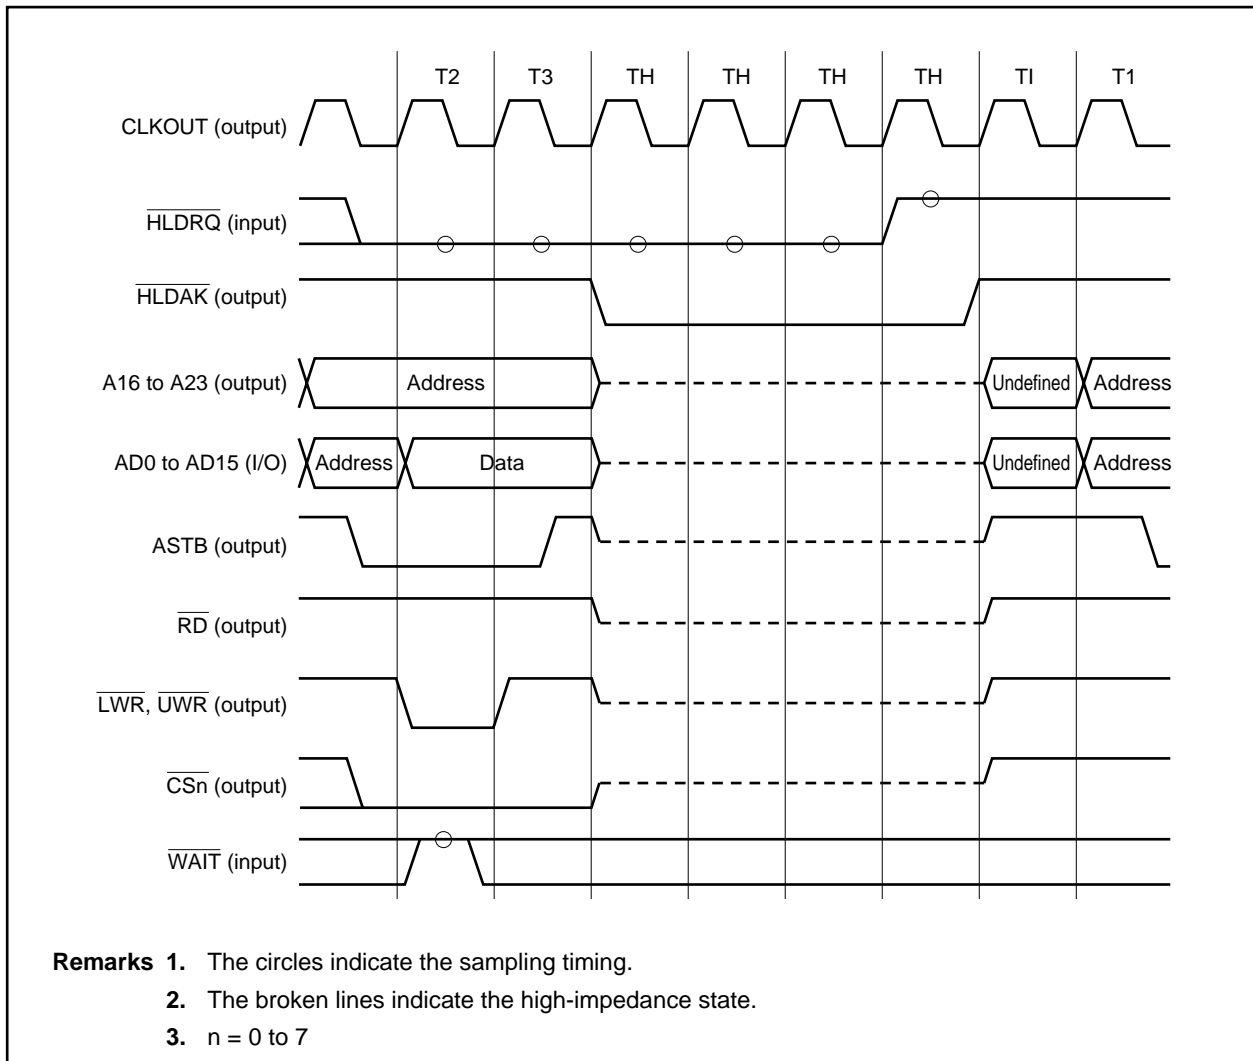 T2 T3 TH TH TH TH TI T1
CLKOUT (output)
HLDRQ (input)
HLDAK (output)
A16 to A23 (output) Address Undefined Address
AD0 to AD15 (I/O) Address Data Undefined Address
ASTB (output)
RD (output)
LWR, UWR (output)
CSn (output)
WAIT (input)
Remarks 1. The circles indicate the sampling timing.
2. The broken lines indicate the high-impedance state.
3. n = 0 to 7